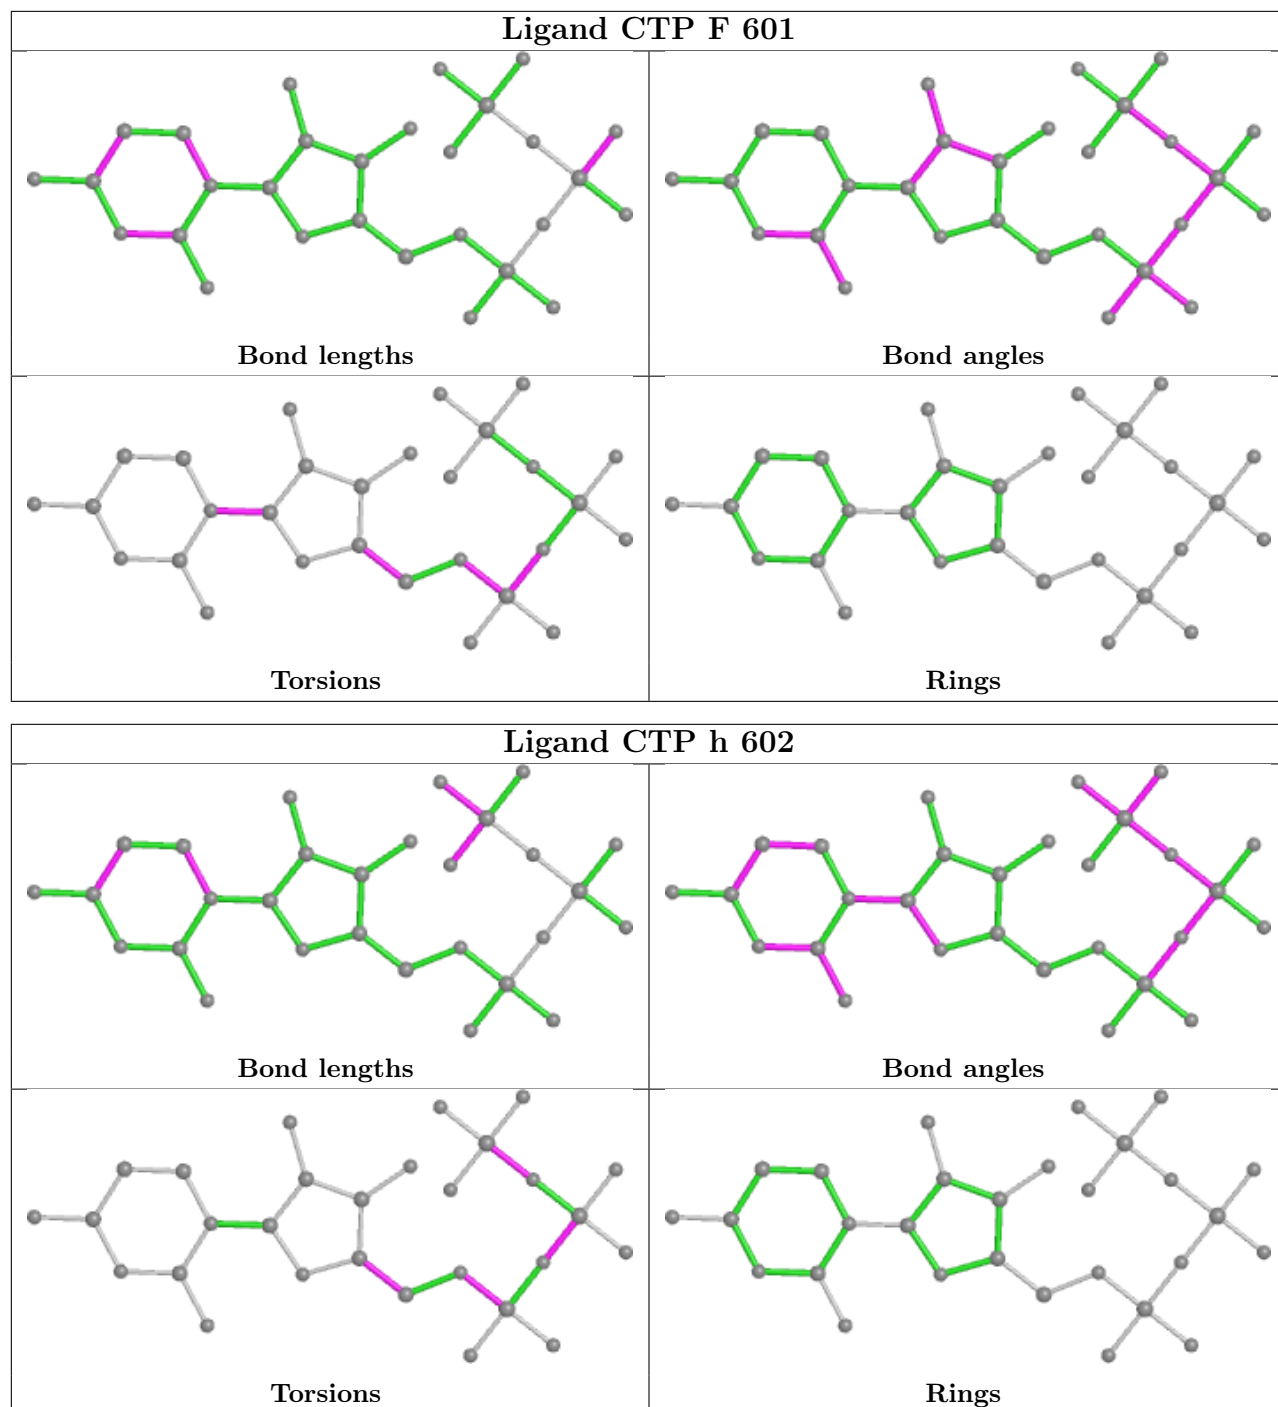 Ligand CTP F 601
Bond lengths
Bond angles
Torsions
Rings
Ligand CTP h 602
Bond lengths
Bond angles
Torsions
Rings